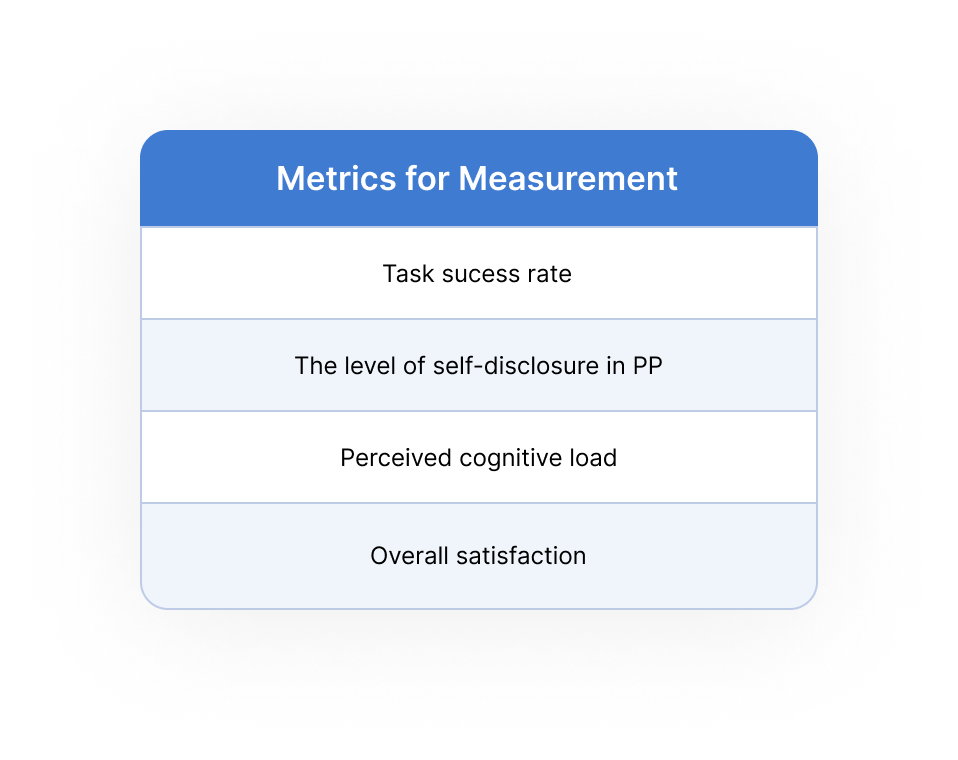 Metrics for Measurement
Task sucess rate
The level of self-disclosure in PP
Perceived cognitive load
Overall satisfaction